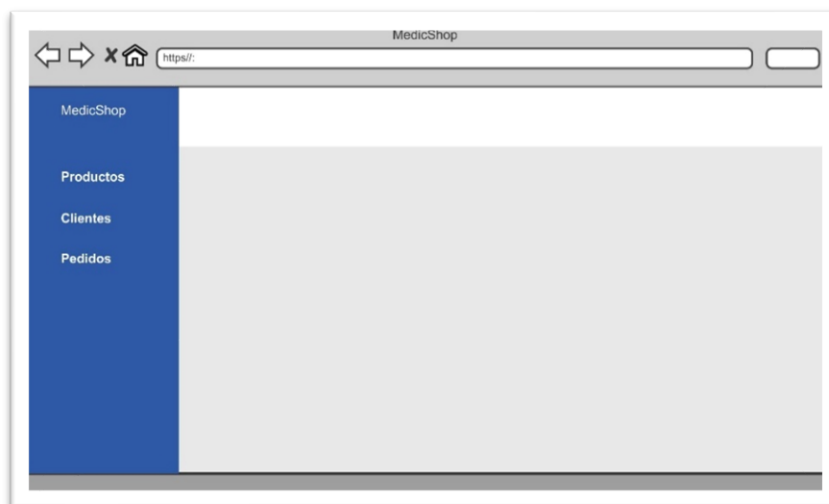 MedicShop
https//:
MedicShop
Productos
Clientes
Pedidos